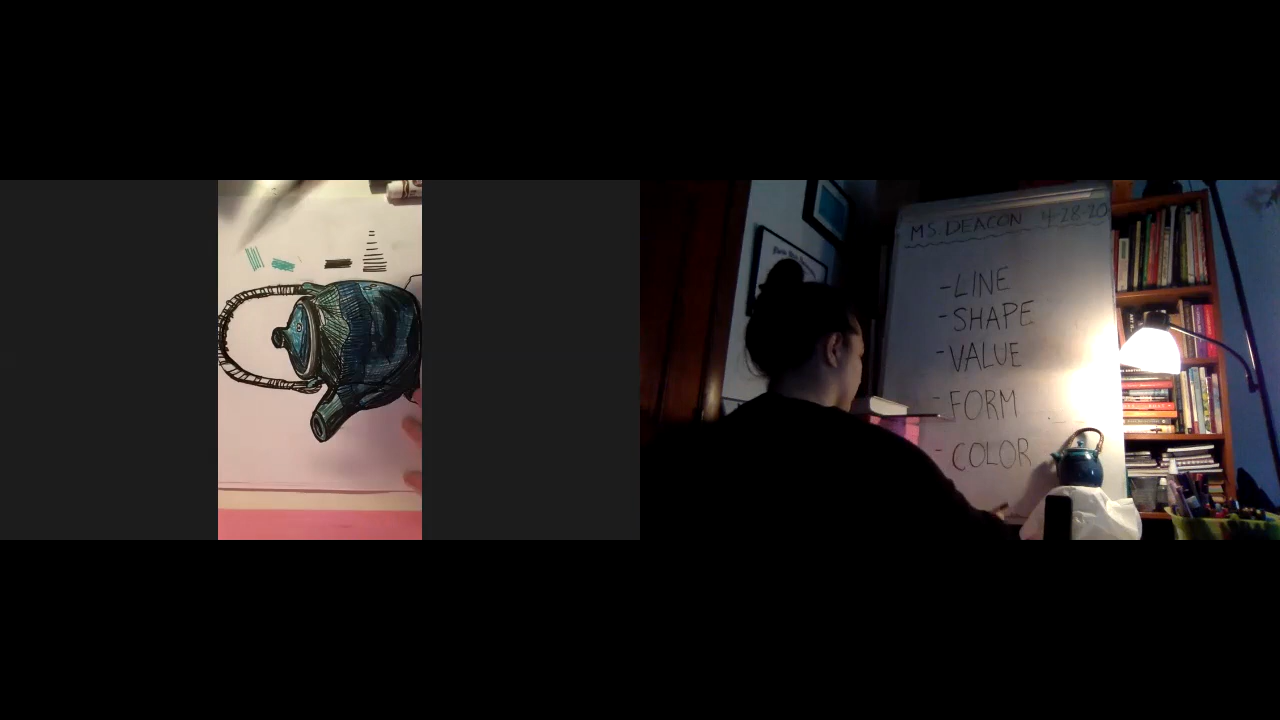 MS. DEACON 4-28-20
-LINE
-SHAPE
-VALUE
-FORM
-COLOR